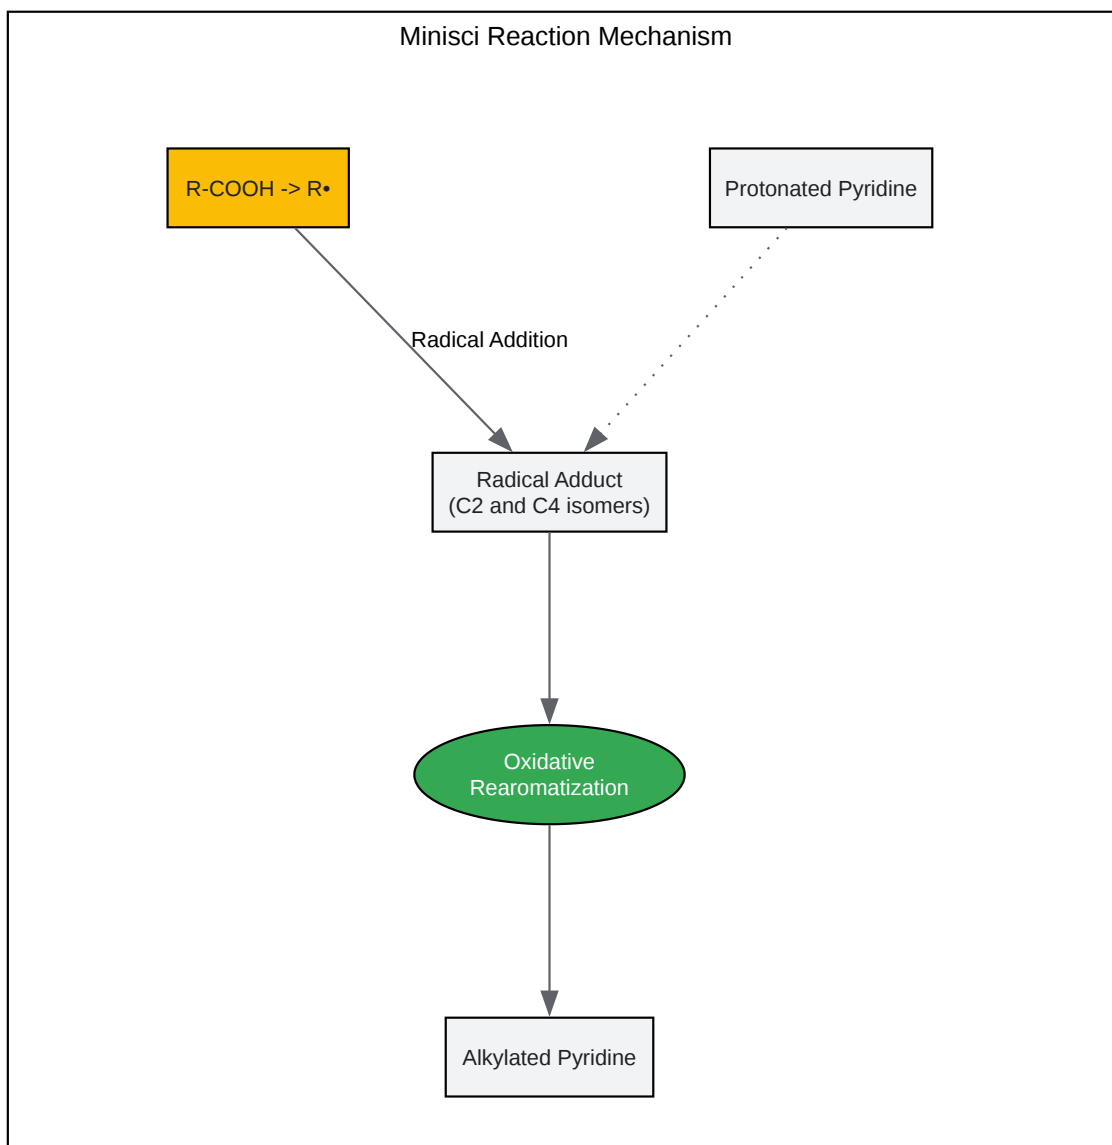 Minisci Reaction Mechanism
R-COOH -> R•
Protonated Pyridine
Radical Addition
Radical Adduct
(C2 and C4 isomers)
Oxidative
Rearomatization
Alkylated Pyridine